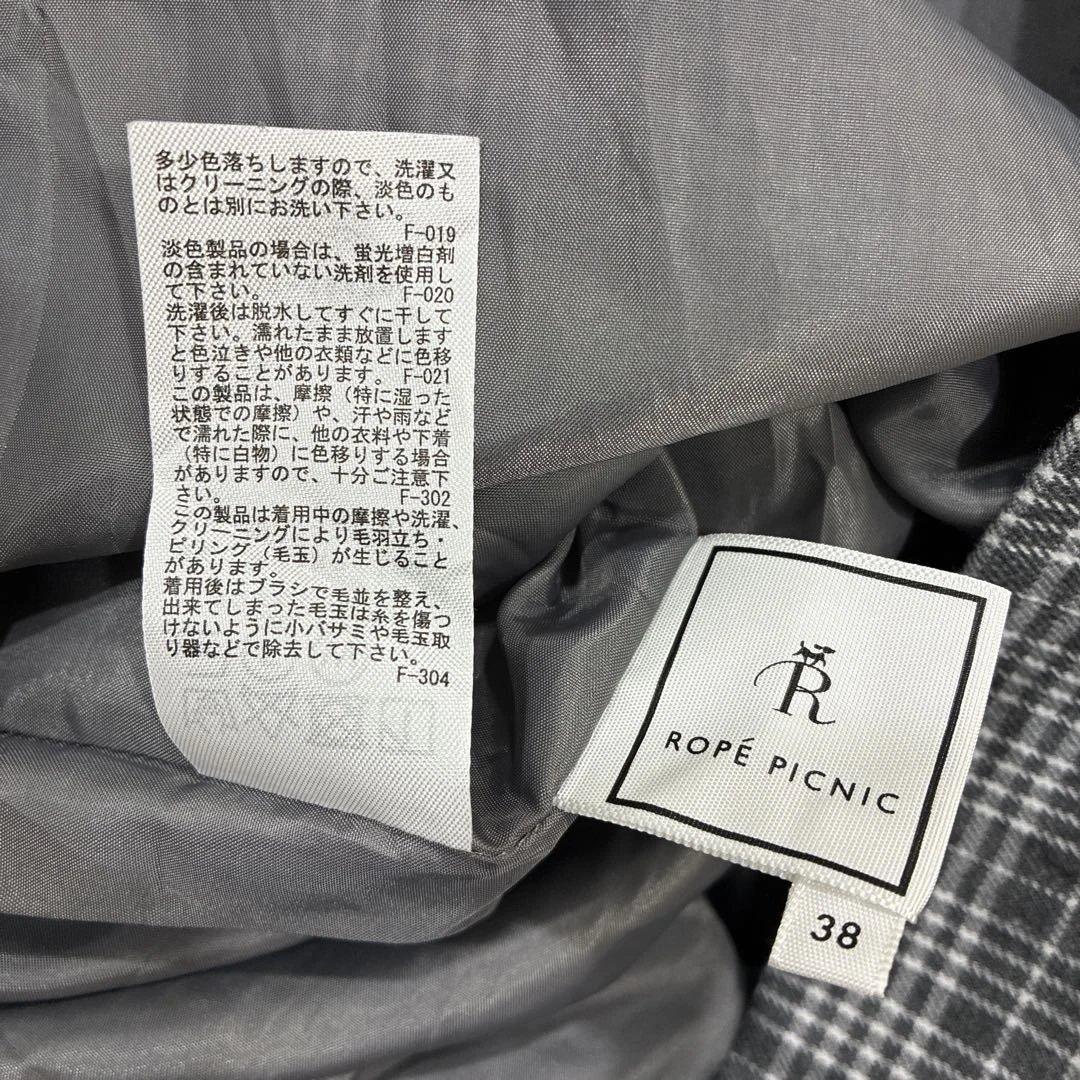 多少色落ちしますので、洗濯又
はクリーニングの際、淡色のも
のとは別にお洗い下さい。
F-019
淡色製品の場合は、蛍光増白剤
の含まれていない洗剤を使用し
て下さい。 F-020
洗濯後は脱水してすぐに干して
下さい。濡れたまま放置します
と色泣きや他の衣類などに色移
りすることがあります。 F-021
この製品は、摩擦（特に湿った
状態での摩擦）や、汗や雨など
で濡れた際に、他の衣料や下着
（特に白物）に色移りする場合
がありますので、十分ご注意下
さい。 F-302
この製品は着用中の摩擦や洗濯、
クリーニングにより毛羽立ち・
ピリング（毛玉）が生じること
があります。
着用後はブラシで毛並を整え、
出来てしまった毛玉は糸を傷つ
けないように小バサミや毛玉取
り器などで除去して下さい。
F-304
R
ROPÉ PICNIC
38